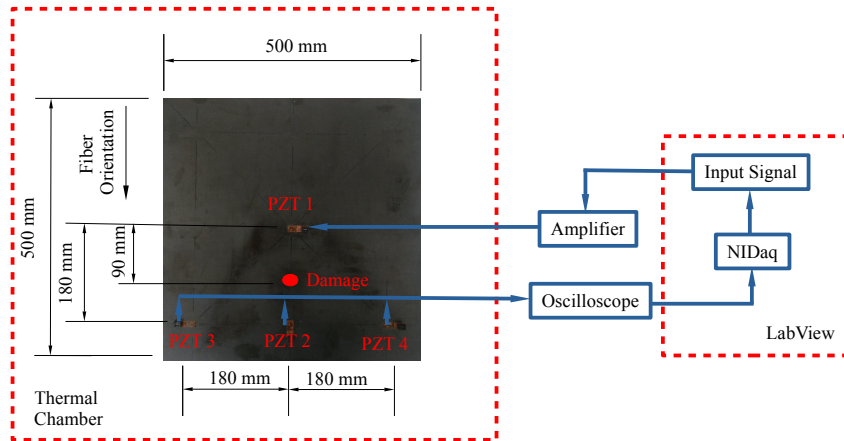 500 mm
Fiber
Orientation
500 mm
PZT 1
180 mm
90 mm
Damage
PZT 3
PZT 2
PZT 4
180 mm
180 mm
Thermal
Chamber
Input Signal
Amplifier
NIDaq
Oscilloscope
LabView